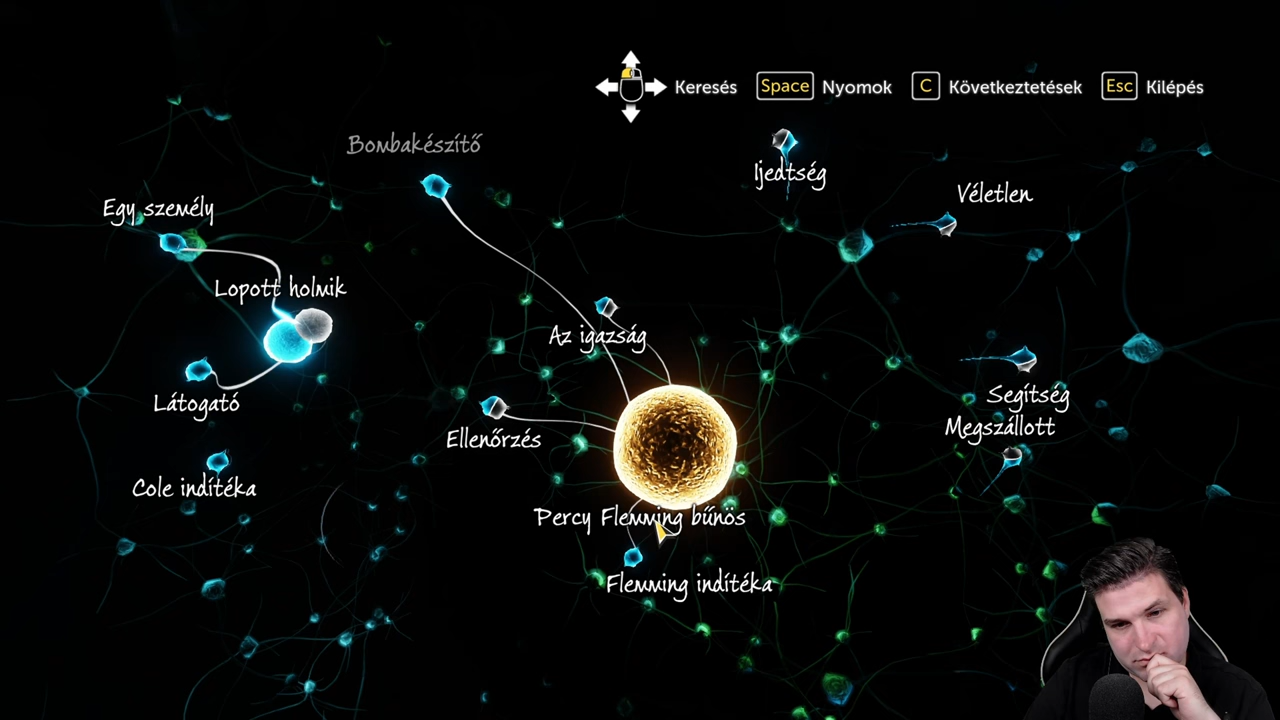 Keresés
Space Nyomok
C Következtetések
Esc Kilépés
Bombakészítő
Ijedtség
Véletlen
Egy személy
Lopott holmik
Az igazság
Látogató
Segítség
Ellenőrzés
Megszállott
Cole indítéka
Percy Flemming bűnös
Flemming indítéka